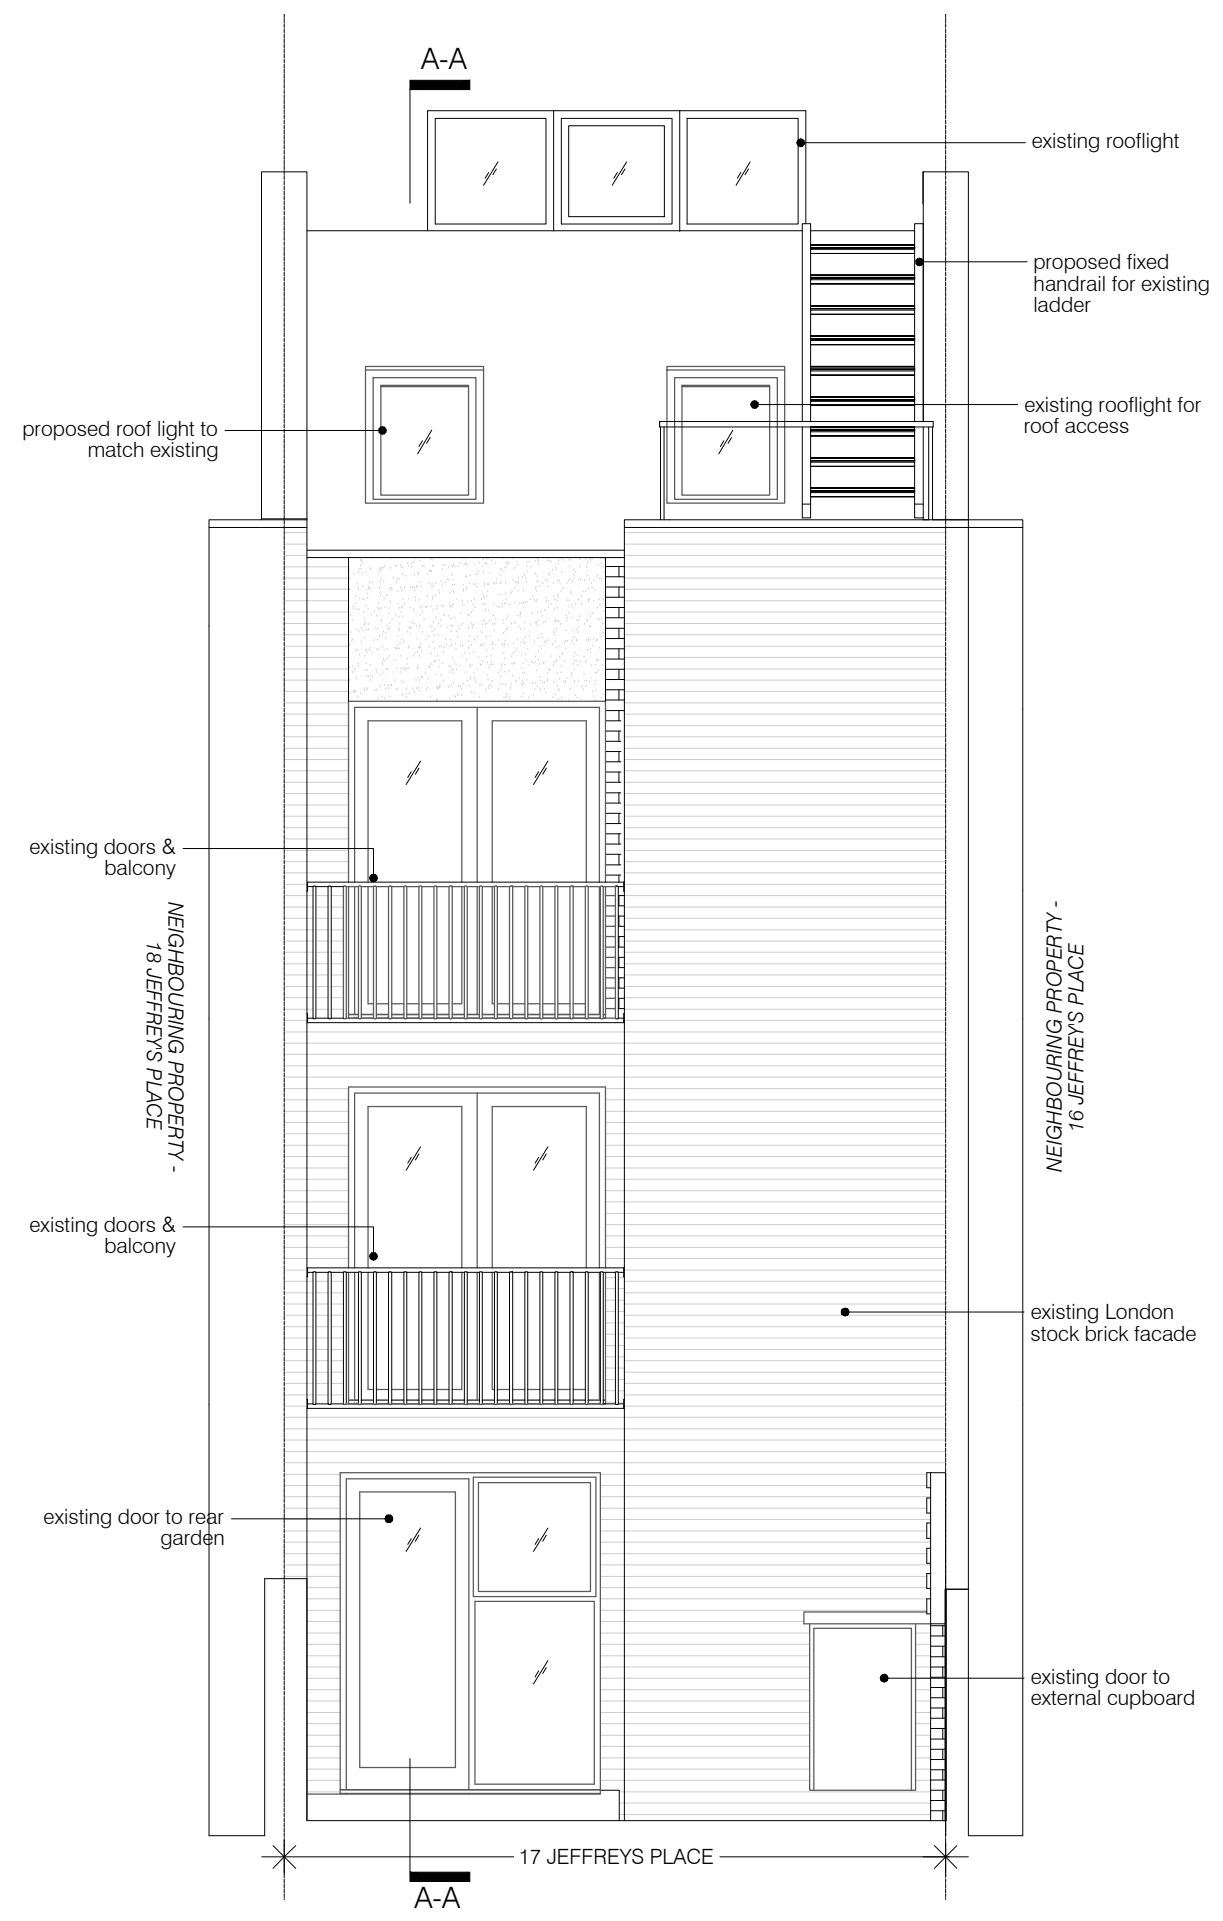 A-A
existing rooflight
proposed fixed
handrail for existing
ladder
existing rooflight for
roof access
proposed roof light to
match existing
existing doors &
balcony
NEIGHBOURING PROPERTY -
18 JEFFREY'S PLACE
NEIGHBOURING PROPERTY -
16 JEFFREY'S PLACE
existing doors &
balcony
existing London
stock brick facade
existing door to rear
garden
existing door to
external cupboard
17 JEFFREYS PLACE
A-A